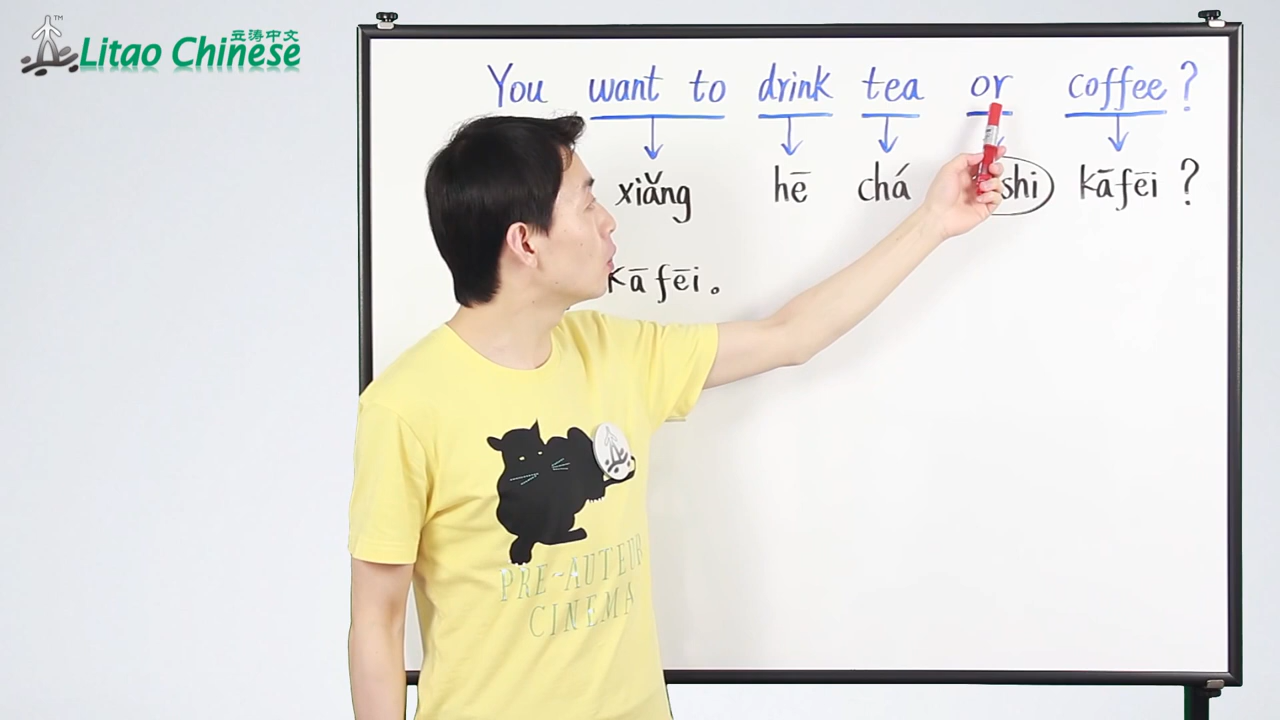 TM
立涛中文
Litao Chinese
You want to drink tea or coffee ?
xiǎng hē chá shi kāfēi ?
kāfēi 。
PRE-AUTEUR
CINEMA